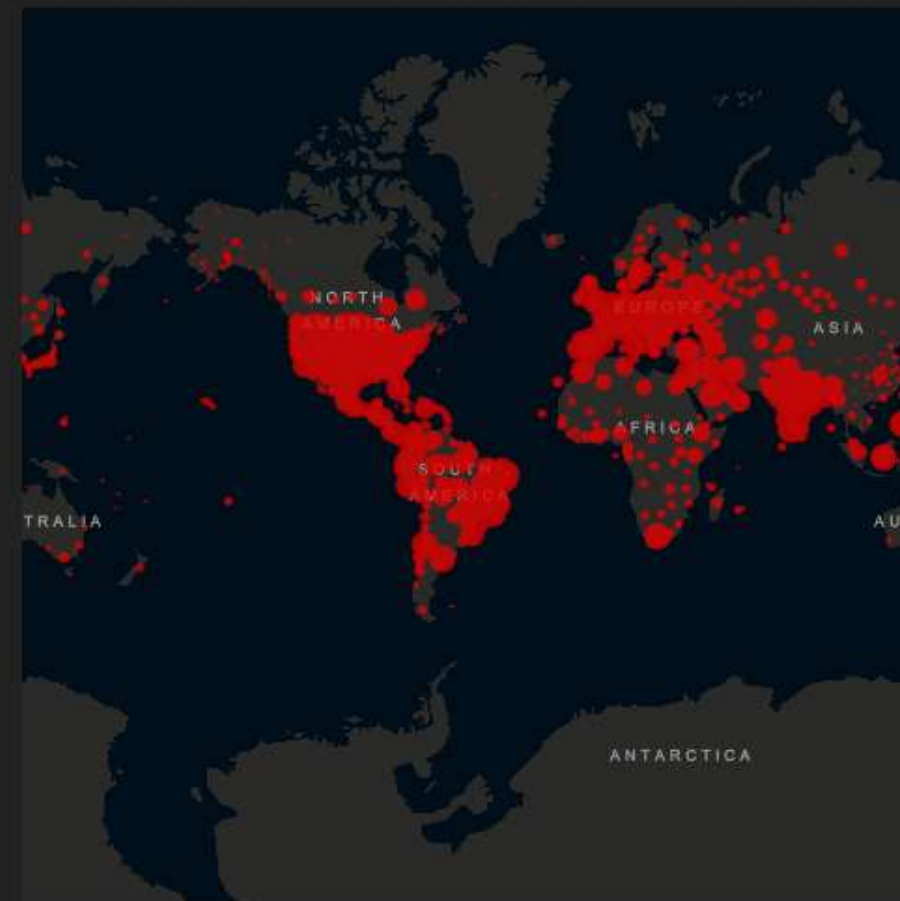 NORTH
AMERICA
EUROPE
ASIA
AFRICA
SOUTH
AMERICA
TRALIA
AU
ANTARCTICA